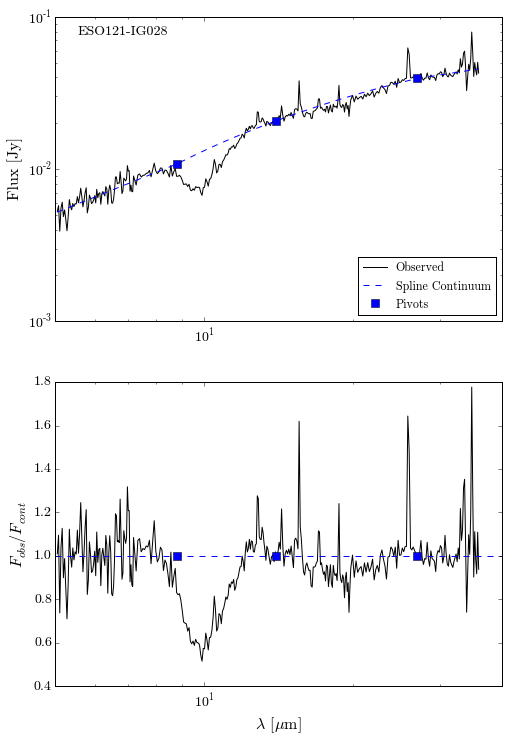 ESO121-IG028
Flux [Jy]
10^-1
10^-2
10^-3
10^1
Observed
Spline Continuum
Pivots
F_obs/F_cont
1.8
1.6
1.4
1.2
1.0
0.8
0.6
0.4
10^1
λ [μm]